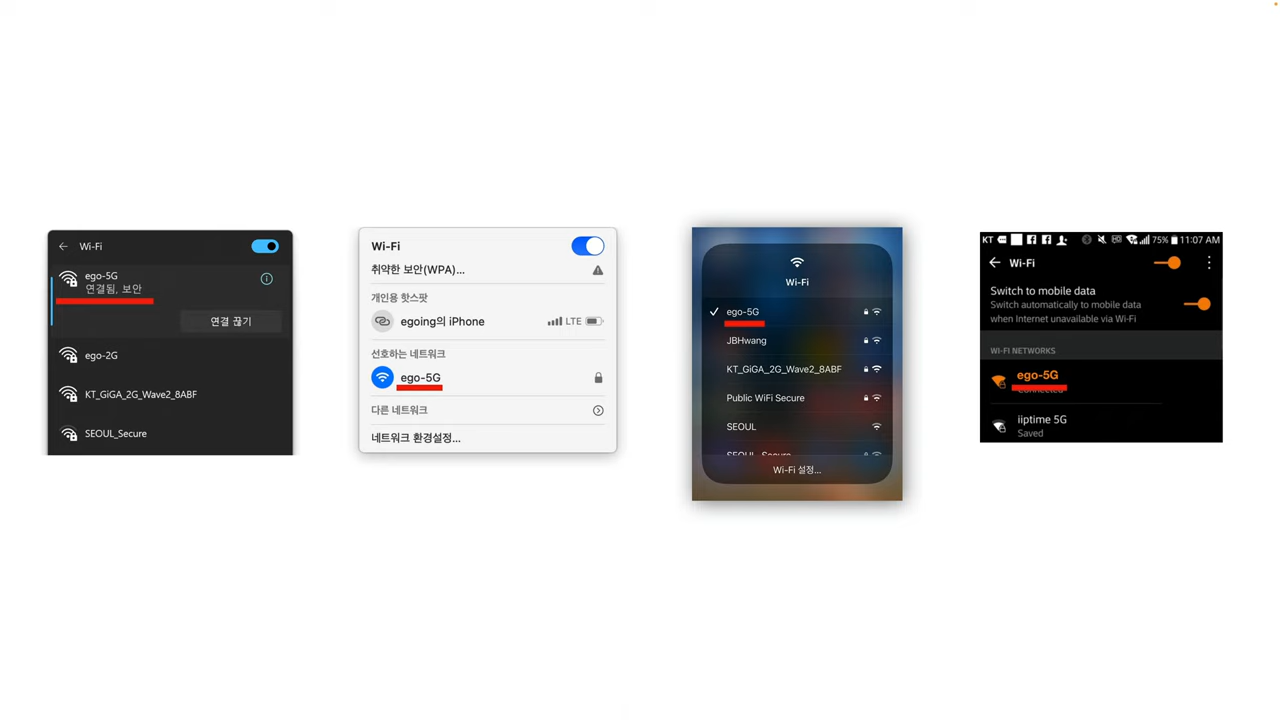 Wi-Fi
ego-5G
연결됨, 보안
연결 끊기
ego-2G
KT_GiGA_2G_Wave2_8ABF
SEOUL_Secure
Wi-Fi
취약한 보안(WPA)...
개인용 핫스팟
egoing의 iPhone LTE
선호하는 네트워크
ego-5G
다른 네트워크
네트워크 환경설정...
Wi-Fi
ego-5G
JBHwang
KT_GiGA_2G_Wave2_8ABF
Public WiFi Secure
SEOUL
SEOUL_Secure
Wi-Fi 설정...
KT 75% 11:07 AM
Wi-Fi
Switch to mobile data
Switch automatically to mobile data
when Internet unavailable via Wi-Fi
WI-FI NETWORKS
ego-5G
Connected
iiptime 5G
Saved